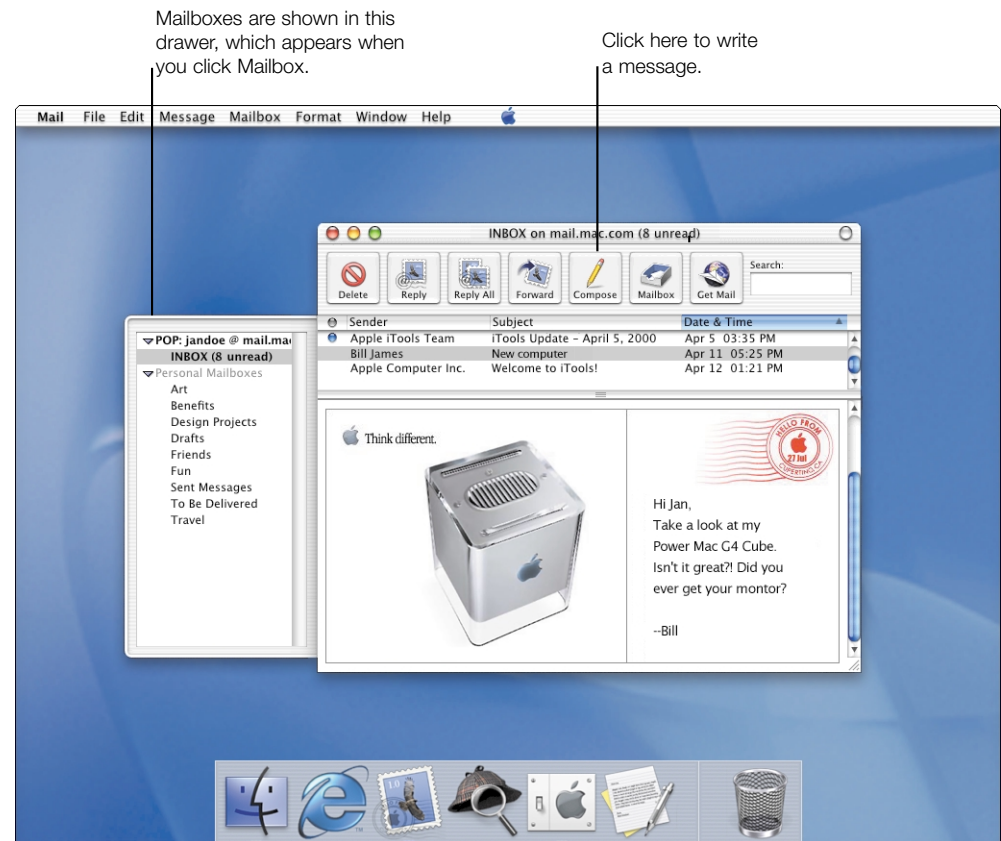 Mailboxes are shown in this
drawer, which appears when
you click Mailbox.
Click here to write
a message.
Mail File Edit Message Mailbox Format Window Help
INBOX on mail.mac.com (8 unread)
Delete Reply Reply All Forward Compose Mailbox Get Mail
Search:
Sender Subject Date & Time
Apple iTools Team iTools Update – April 5, 2000 Apr 5 03:35 PM
Bill James New computer Apr 11 05:25 PM
Apple Computer Inc. Welcome to iTools! Apr 12 01:21 PM
POP: jandoe @ mail.mac
INBOX (8 unread)
Personal Mailboxes
Art
Benefits
Design Projects
Drafts
Friends
Fun
Sent Messages
To Be Delivered
Travel
Think different.
HELLO FROM
27 Jul
CUPERTINO, CA
Hi Jan,
Take a look at my
Power Mac G4 Cube.
Isn't it great?! Did you
ever get your montor?
--Bill